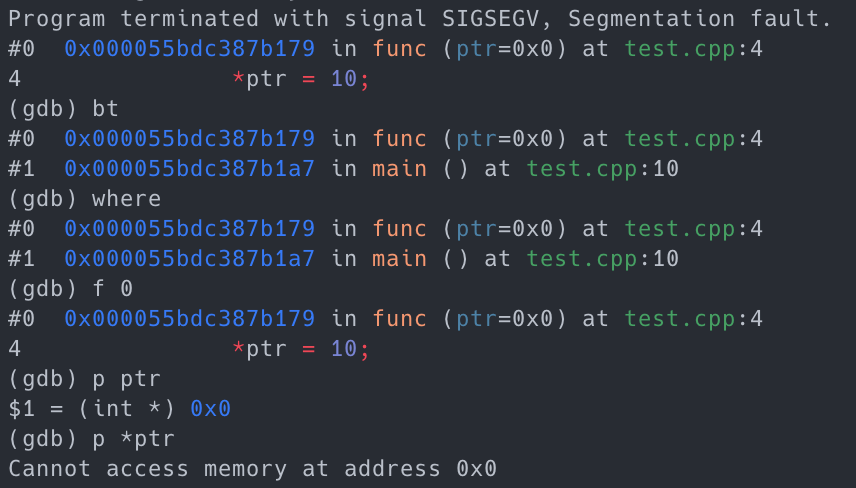 Program terminated with signal SIGSEGV, Segmentation fault.
#0  0x000055bdc387b179 in func (ptr=0x0) at test.cpp:4
4               *ptr = 10;
(gdb) bt
#0  0x000055bdc387b179 in func (ptr=0x0) at test.cpp:4
#1  0x000055bdc387b1a7 in main () at test.cpp:10
(gdb) where
#0  0x000055bdc387b179 in func (ptr=0x0) at test.cpp:4
#1  0x000055bdc387b1a7 in main () at test.cpp:10
(gdb) f 0
#0  0x000055bdc387b179 in func (ptr=0x0) at test.cpp:4
4               *ptr = 10;
(gdb) p ptr
$1 = (int *) 0x0
(gdb) p *ptr
Cannot access memory at address 0x0